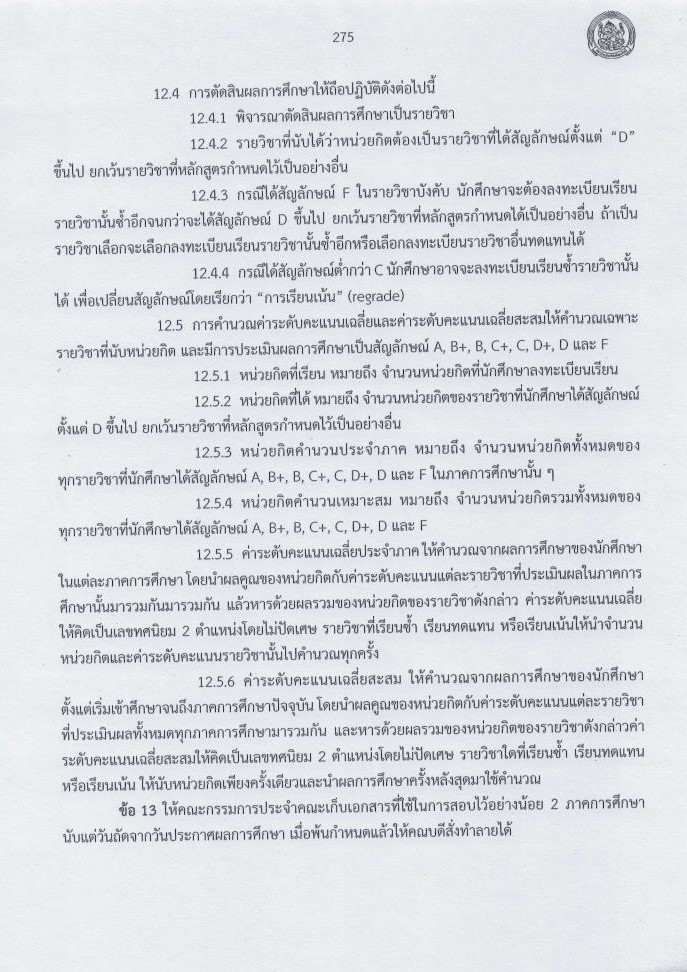 275
12.4 การตัดสินผลการศึกษาให้ถือปฏิบัติดังต่อไปนี้
12.4.1 พิจารณาตัดสินผลการศึกษาเป็นรายวิชา
12.4.2 รายวิชาที่นับได้ว่าหน่วยกิตต้องเป็นรายวิชาที่ได้สัญลักษณ์ตั้งแต่ “D”
ขึ้นไป ยกเว้นรายวิชาที่หลักสูตรกำหนดไว้เป็นอย่างอื่น
12.4.3 กรณีได้สัญลักษณ์ F ในรายวิชาบังคับ นักศึกษาจะต้องลงทะเบียนเรียน
รายวิชานั้นซ้ำอีกจนกว่าจะได้สัญลักษณ์ D ขึ้นไป ยกเว้นรายวิชาที่หลักสูตรกำหนดได้เป็นอย่างอื่น ถ้าเป็น
รายวิชาเลือกจะเลือกลงทะเบียนเรียนรายวิชานั้นซ้ำอีกหรือเลือกลงทะเบียนรายวิชาอื่นทดแทนได้
12.4.4 กรณีได้สัญลักษณ์ต่ำกว่า C นักศึกษาอาจจะลงทะเบียนเรียนซ้ำรายวิชานั้น
ได้ เพื่อเปลี่ยนสัญลักษณ์โดยเรียกว่า “การเรียนเน้น” (regrade)
12.5 การคำนวณค่าระดับคะแนนเฉลี่ยและค่าระดับคะแนนเฉลี่ยสะสมให้คำนวณเฉพาะ
รายวิชาที่นับหน่วยกิต และมีการประเมินผลการศึกษาเป็นสัญลักษณ์ A, B+, B, C+, C, D+, D และ F
12.5.1 หน่วยกิตที่เรียน หมายถึง จำนวนหน่วยกิตที่นักศึกษาลงทะเบียนเรียน
12.5.2 หน่วยกิตที่ได้ หมายถึง จำนวนหน่วยกิตของรายวิชาที่นักศึกษาได้สัญลักษณ์
ตั้งแต่ D ขึ้นไป ยกเว้นรายวิชาที่หลักสูตรกำหนดไว้เป็นอย่างอื่น
12.5.3 หน่วยกิตคำนวนประจำภาค หมายถึง จำนวนหน่วยกิตทั้งหมดของ
ทุกรายวิชาที่นักศึกษาได้สัญลักษณ์ A, B+, B, C+, C, D+, D และ F ในภาคการศึกษานั้น ๆ
12.5.4 หน่วยกิตคำนวนเหมาะสม หมายถึง จำนวนหน่วยกิตรวมทั้งหมดของ
ทุกรายวิชาที่นักศึกษาได้สัญลักษณ์ A, B+, B, C+, C, D+, D และ F
12.5.5 ค่าระดับคะแนนเฉลี่ยประจำภาค ให้คำนวณจากผลการศึกษาของนักศึกษา
ในแต่ละภาคการศึกษา โดยนำผลคูณของหน่วยกิตกับค่าระดับคะแนนแต่ละรายวิชาที่ประเมินผลในภาคการ
ศึกษานั้นมารวมกันมารวมกัน แล้วหารด้วยผลรวมของหน่วยกิตของรายวิชาดังกล่าว ค่าระดับคะแนนเฉลี่ย
ให้คิดเป็นเลขทศนิยม 2 ตำแหน่งโดยไม่ปัดเศษ รายวิชาที่เรียนซ้ำ เรียนทดแทน หรือเรียนเน้นให้นำจำนวน
หน่วยกิตและค่าระดับคะแนนรายวิชานั้นไปคำนวณทุกครั้ง
12.5.6 ค่าระดับคะแนนเฉลี่ยสะสม ให้คำนวณจากผลการศึกษาของนักศึกษา
ตั้งแต่เริ่มเข้าศึกษาจนถึงภาคการศึกษาปัจจุบัน โดยนำผลคูณของหน่วยกิตกับค่าระดับคะแนนแต่ละรายวิชา
ที่ประเมินผลทั้งหมดทุกภาคการศึกษามารวมกัน และหารด้วยผลรวมของหน่วยกิตของรายวิชาดังกล่าวค่า
ระดับคะแนนเฉลี่ยสะสมให้คิดเป็นเลขทศนิยม 2 ตำแหน่งโดยไม่ปัดเศษ รายวิชาใดที่เรียนซ้ำ เรียนทดแทน
หรือเรียนเน้น ให้นับหน่วยกิตเพียงครั้งเดียวและนำผลการศึกษาครั้งหลังสุดมาใช้คำนวณ
ข้อ 13 ให้คณะกรรมการประจำคณะเก็บเอกสารที่ใช้ในการสอบไว้อย่างน้อย 2 ภาคการศึกษา
นับแต่วันถัดจากวันประกาศผลการศึกษา เมื่อพ้นกำหนดแล้วให้คณบดีสั่งทำลายได้